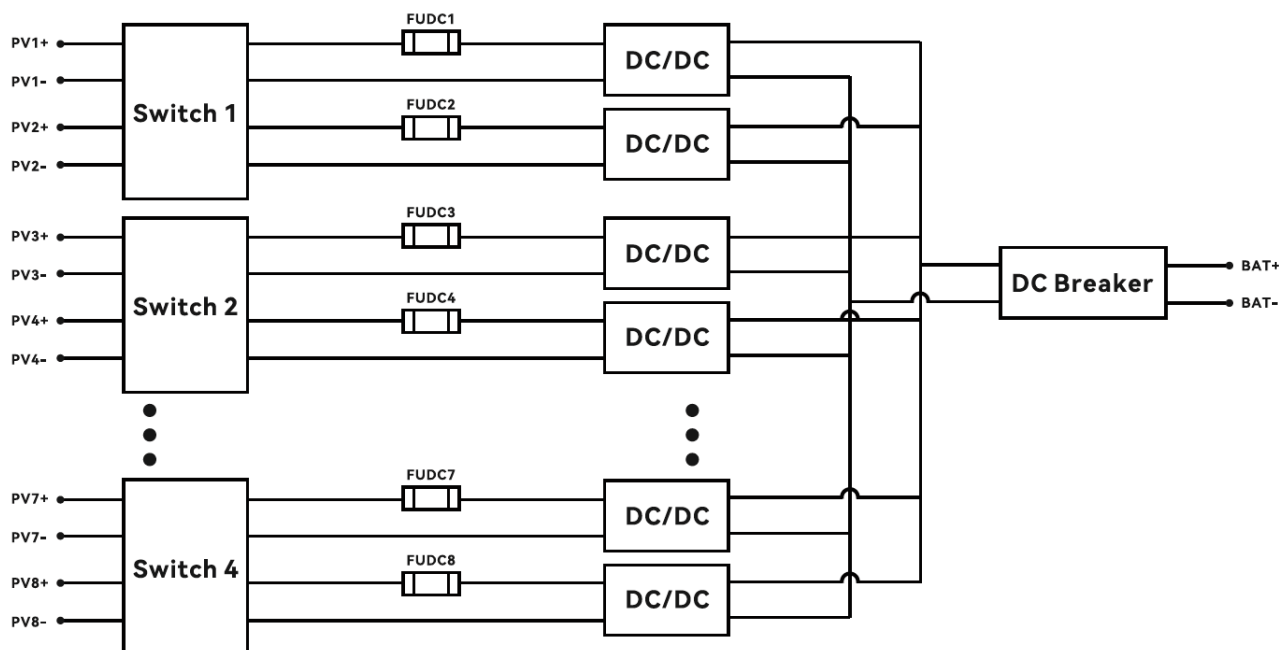 FUDC1
PV1+
DC/DC
PV1-
Switch 1
FUDC2
PV2+
DC/DC
PV2-
FUDC3
PV3+
DC/DC
PV3-
Switch 2
FUDC4
PV4+
DC/DC
PV4-
DC Breaker
BAT+
BAT-
FUDC7
PV7+
DC/DC
PV7-
Switch 4
FUDC8
PV8+
DC/DC
PV8-